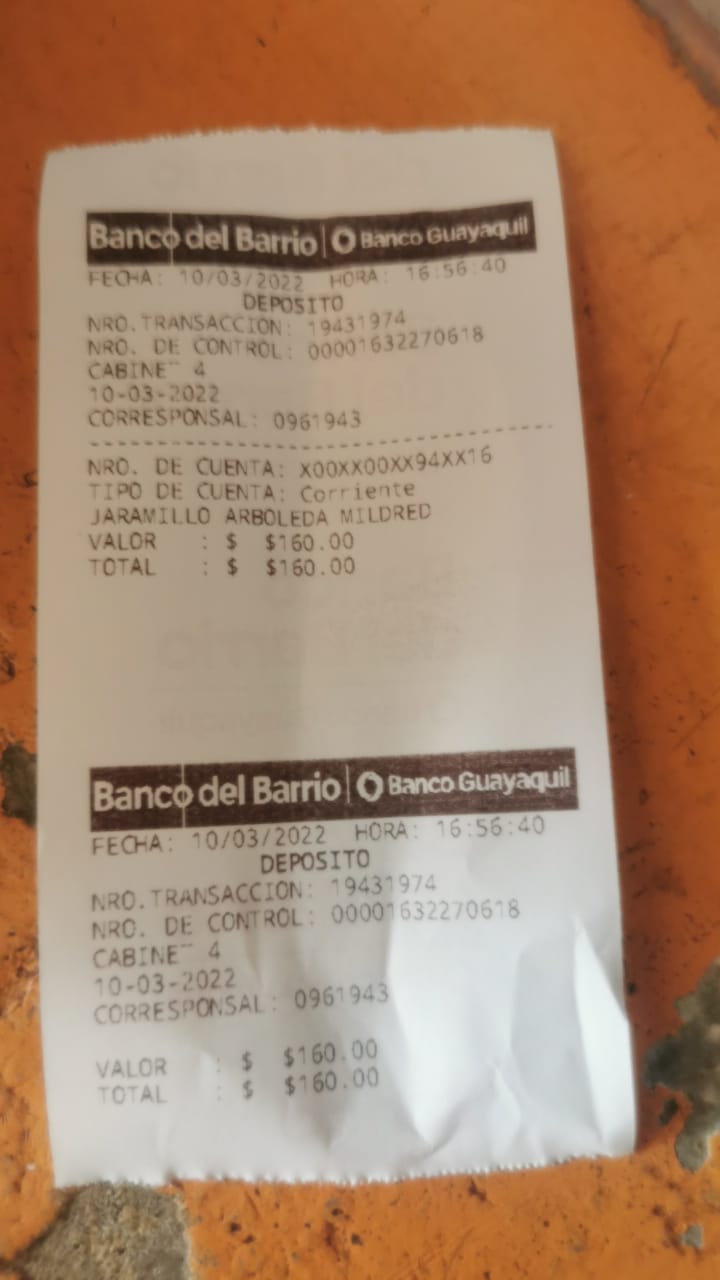 Banco del Barrio | Banco Guayaquil
FECHA: 10/03/2022 HORA: 16:56:40
DEPOSITO
NRO.TRANSACCION: 19431974
NRO. DE CONTROL: 00001632270618
CABINE¨ 4
10-03-2022
CORRESPONSAL: 0961943
NRO. DE CUENTA: X00XX00XX94XX16
TIPO DE CUENTA: Corriente
JARAMILLO ARBOLEDA MILDRED
VALOR : $ $160.00
TOTAL : $ $160.00
Banco del Barrio | Banco Guayaquil
FECHA: 10/03/2022 HORA: 16:56:40
DEPOSITO
NRO.TRANSACCION: 19431974
NRO. DE CONTROL: 00001632270618
CABINE¨ 4
10-03-2022
CORRESPONSAL: 0961943
VALOR : $ $160.00
TOTAL : $ $160.00